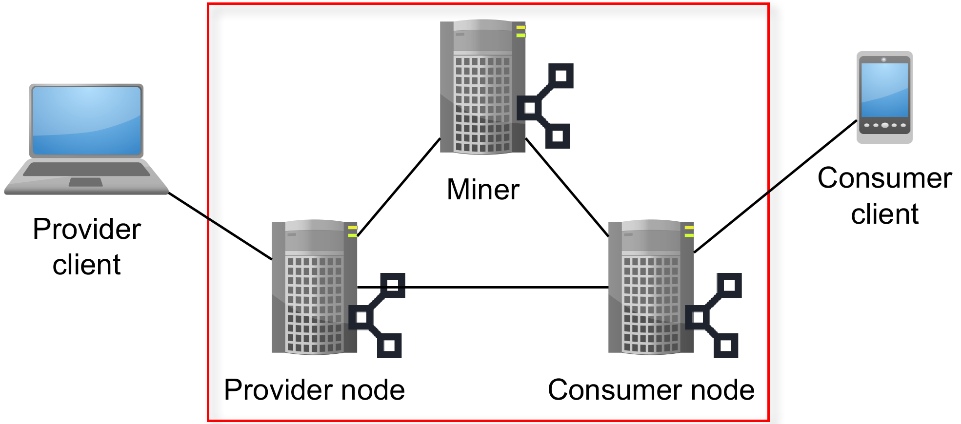 Miner
Provider
client
Consumer
client
Provider node
Consumer node